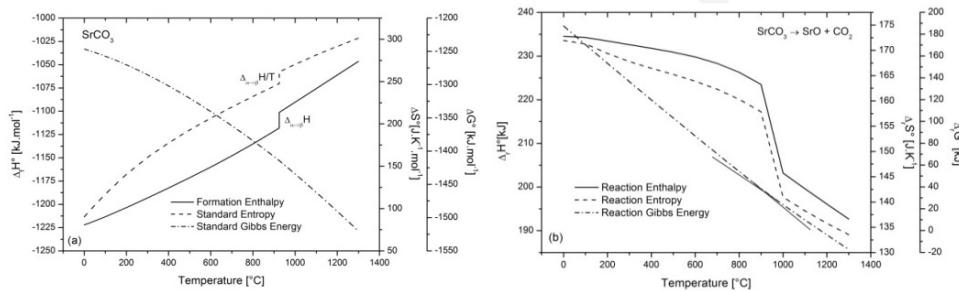 SrCO₃
Δα→βH/T
Δα→βH
Formation Enthalpy
Standard Entropy
Standard Gibbs Energy
(a)
ΔfH° [kJ.mol⁻¹]
-1000
-1025
-1050
-1075
-1100
-1125
-1150
-1175
-1200
-1225
-1250
0 200 400 600 800 1000 1200 1400
Temperature [°C]
300
250
200
150
100
50
ΔS°[J.K⁻¹.mol⁻¹]
-1200
-1250
-1300
-1350
-1400
-1450
-1500
-1550
ΔG° [kJ.mol⁻¹]
SrCO₃ → SrO + CO₂
Reaction Enthalpy
Reaction Entropy
Reaction Gibbs Energy
(b)
ΔrH°[kJ]
240
230
220
210
200
190
0 200 400 600 800 1000 1200 1400
Temperature [°C]
175
170
165
160
155
150
145
140
135
130
ΔrS° [J.K⁻¹]
200
180
160
140
120
100
80
60
40
20
0
-20
ΔrG° [kJ]